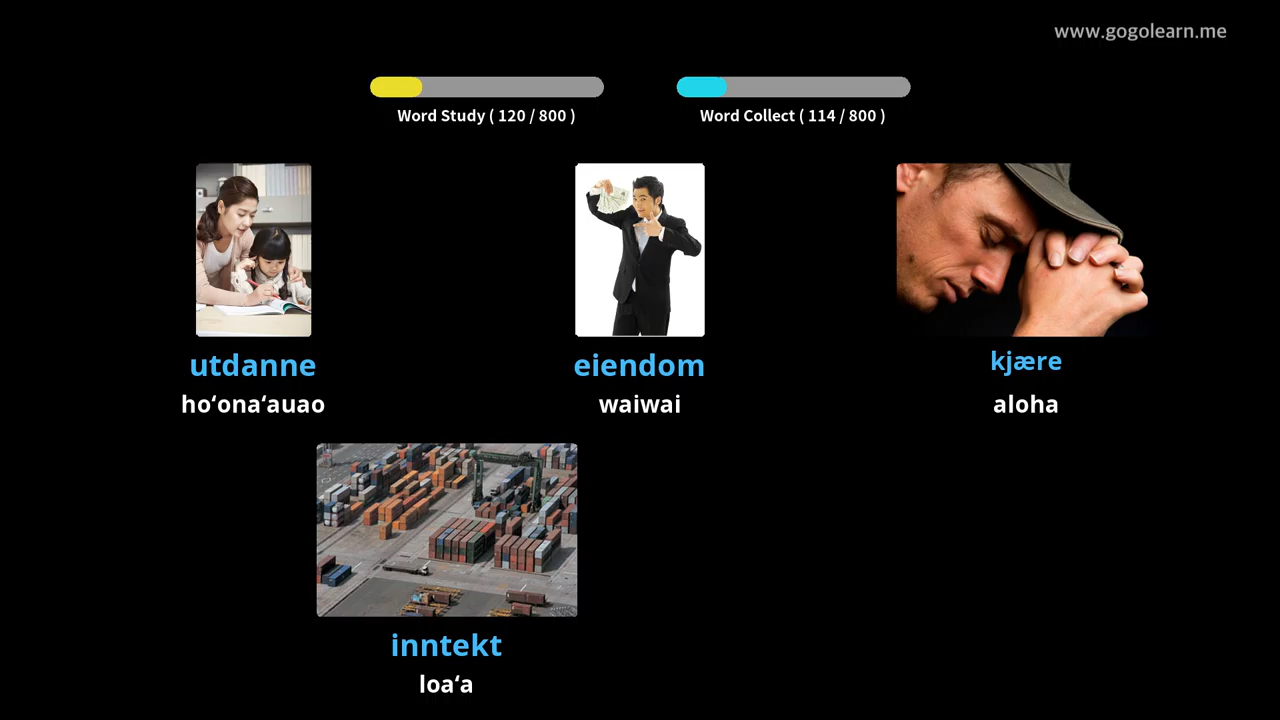 www.gogolearn.me
Word Study ( 120 / 800 )
Word Collect ( 114 / 800 )
utdanne
hoʻonaʻauao
eiendom
waiwai
kjære
aloha
inntekt
loaʻa